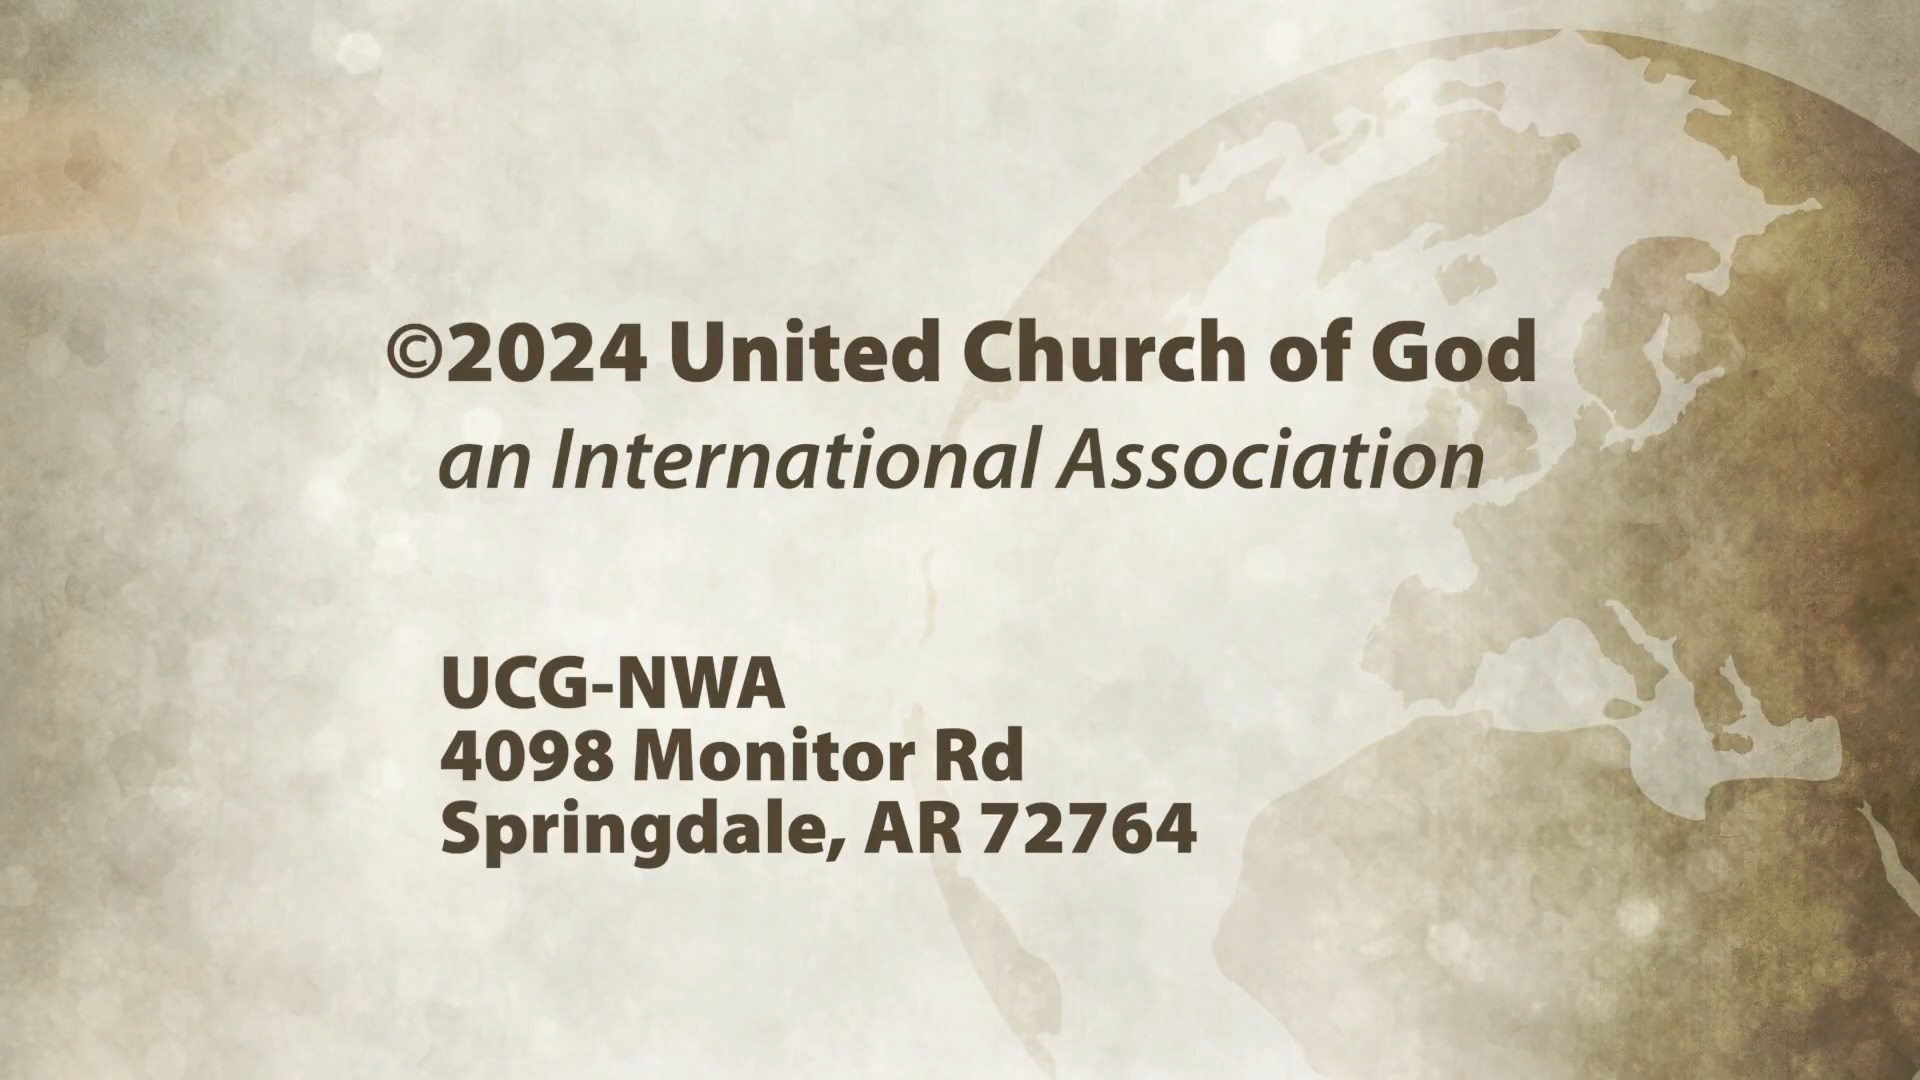 ©2024 United Church of God
an International Association
UCG-NWA
4098 Monitor Rd
Springdale, AR 72764